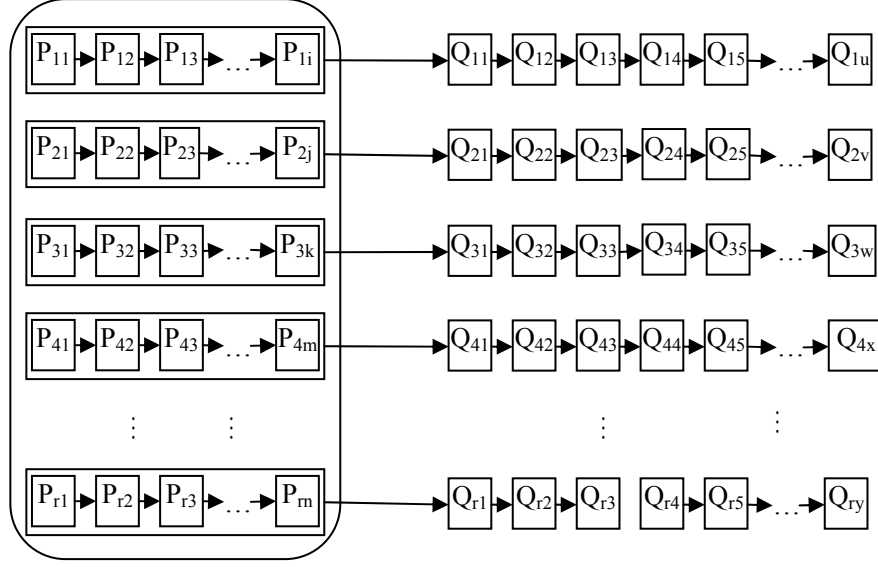 P11 P12 P13 … P1i Q11 Q12 Q13 Q14 Q15 … Q1u
P21 P22 P23 … P2j Q21 Q22 Q23 Q24 Q25 … Q2v
P31 P32 P33 … P3k Q31 Q32 Q33 Q34 Q35 … Q3w
P41 P42 P43 … P4m Q41 Q42 Q43 Q44 Q45 … Q4x
⋮ ⋮ ⋮ ⋮
Pr1 Pr2 Pr3 … Prn Qr1 Qr2 Qr3 Qr4 Qr5 … Qry